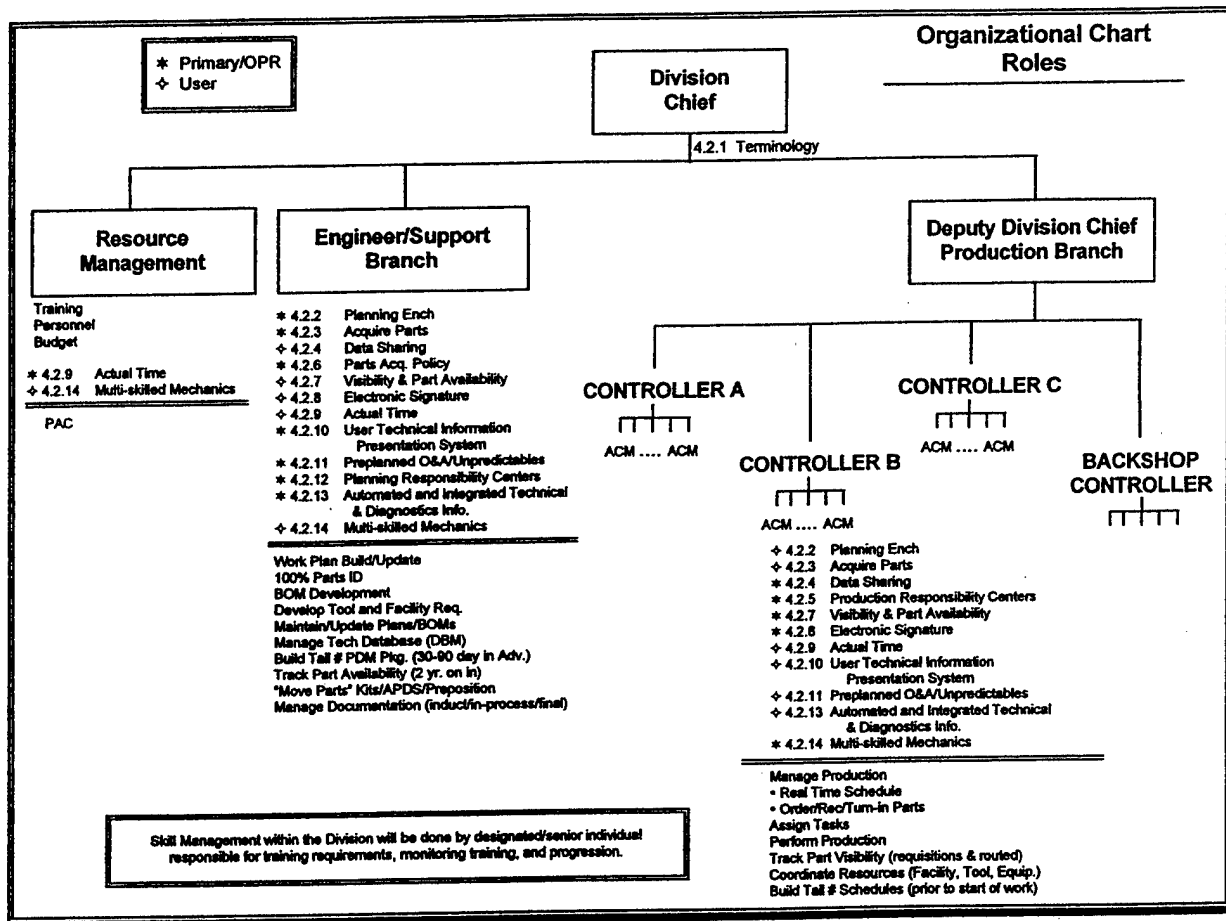 Organizational Chart
Roles
* Primary/OPR
✧ User
Division
Chief
4.2.1 Terminology
Resource
Management
Training
Personnel
Budget
* 4.2.9 Actual Time
✧ 4.2.14 Multi-skilled Mechanics
PAC
Engineer/Support
Branch
* 4.2.2 Planning Ench
* 4.2.3 Acquire Parts
✧ 4.2.4 Data Sharing
* 4.2.6 Parts Acq. Policy
✧ 4.2.7 Visibility & Part Availability
✧ 4.2.8 Electronic Signature
✧ 4.2.9 Actual Time
* 4.2.10 User Technical Information
Presentation System
* 4.2.11 Preplanned O&A/Unpredictables
* 4.2.12 Planning Responsibility Centers
* 4.2.13 Automated and Integrated Technical
& Diagnostics Info.
✧ 4.2.14 Multi-skilled Mechanics
Work Plan Build/Update
100% Parts ID
BOM Development
Develop Tool and Facility Req.
Maintain/Update Plans/BOMs
Manage Tech Database (DBM)
Build Tail # PDM Pkg. (30-90 day in Adv.)
Track Part Availability (2 yr. on in)
"Move Parts" Kits/APDS/Preposition
Manage Documentation (induct/in-process/final)
Deputy Division Chief
Production Branch
CONTROLLER A
ACM .... ACM
CONTROLLER B
ACM .... ACM
CONTROLLER C
ACM .... ACM
BACKSHOP
CONTROLLER
✧ 4.2.2 Planning Ench
✧ 4.2.3 Acquire Parts
* 4.2.4 Data Sharing
* 4.2.5 Production Responsibility Centers
* 4.2.7 Visibility & Part Availability
* 4.2.8 Electronic Signature
✧ 4.2.9 Actual Time
✧ 4.2.10 User Technical Information
Presentation System
✧ 4.2.11 Preplanned O&A/Unpredictables
✧ 4.2.13 Automated and Integrated Technical
& Diagnostics Info.
* 4.2.14 Multi-skilled Mechanics
Manage Production
• Real Time Schedule
• Order/Rec/Turn-in Parts
Assign Tasks
Perform Production
Track Part Visibility (requisitions & routed)
Coordinate Resources (Facility, Tool, Equip.)
Build Tail # Schedules (prior to start of work)
Skill Management within the Division will be done by designated/senior individual
responsible for training requirements, monitoring training, and progression.